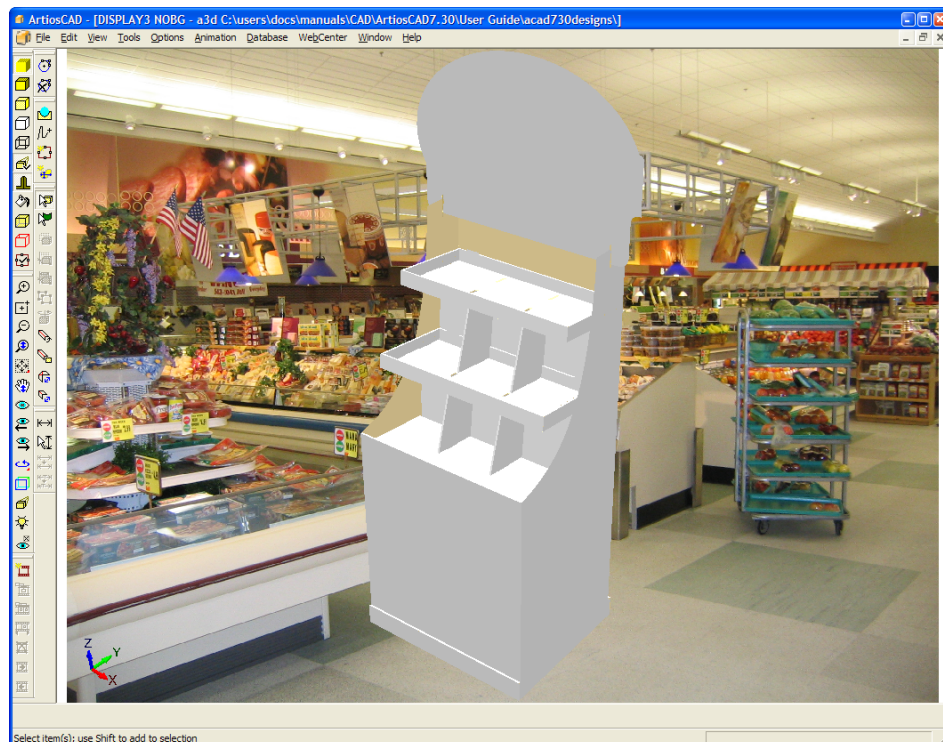 ArtiosCAD - [DISPLAY3 NOBG - a3d C:\users\docs\manuals\CAD\ArtiosCAD7.30\User Guide\acad730designs\]
File Edit View Tools Options Animation Database WebCenter Window Help
Z
Y
X
Select item(s); use Shift to add to selection